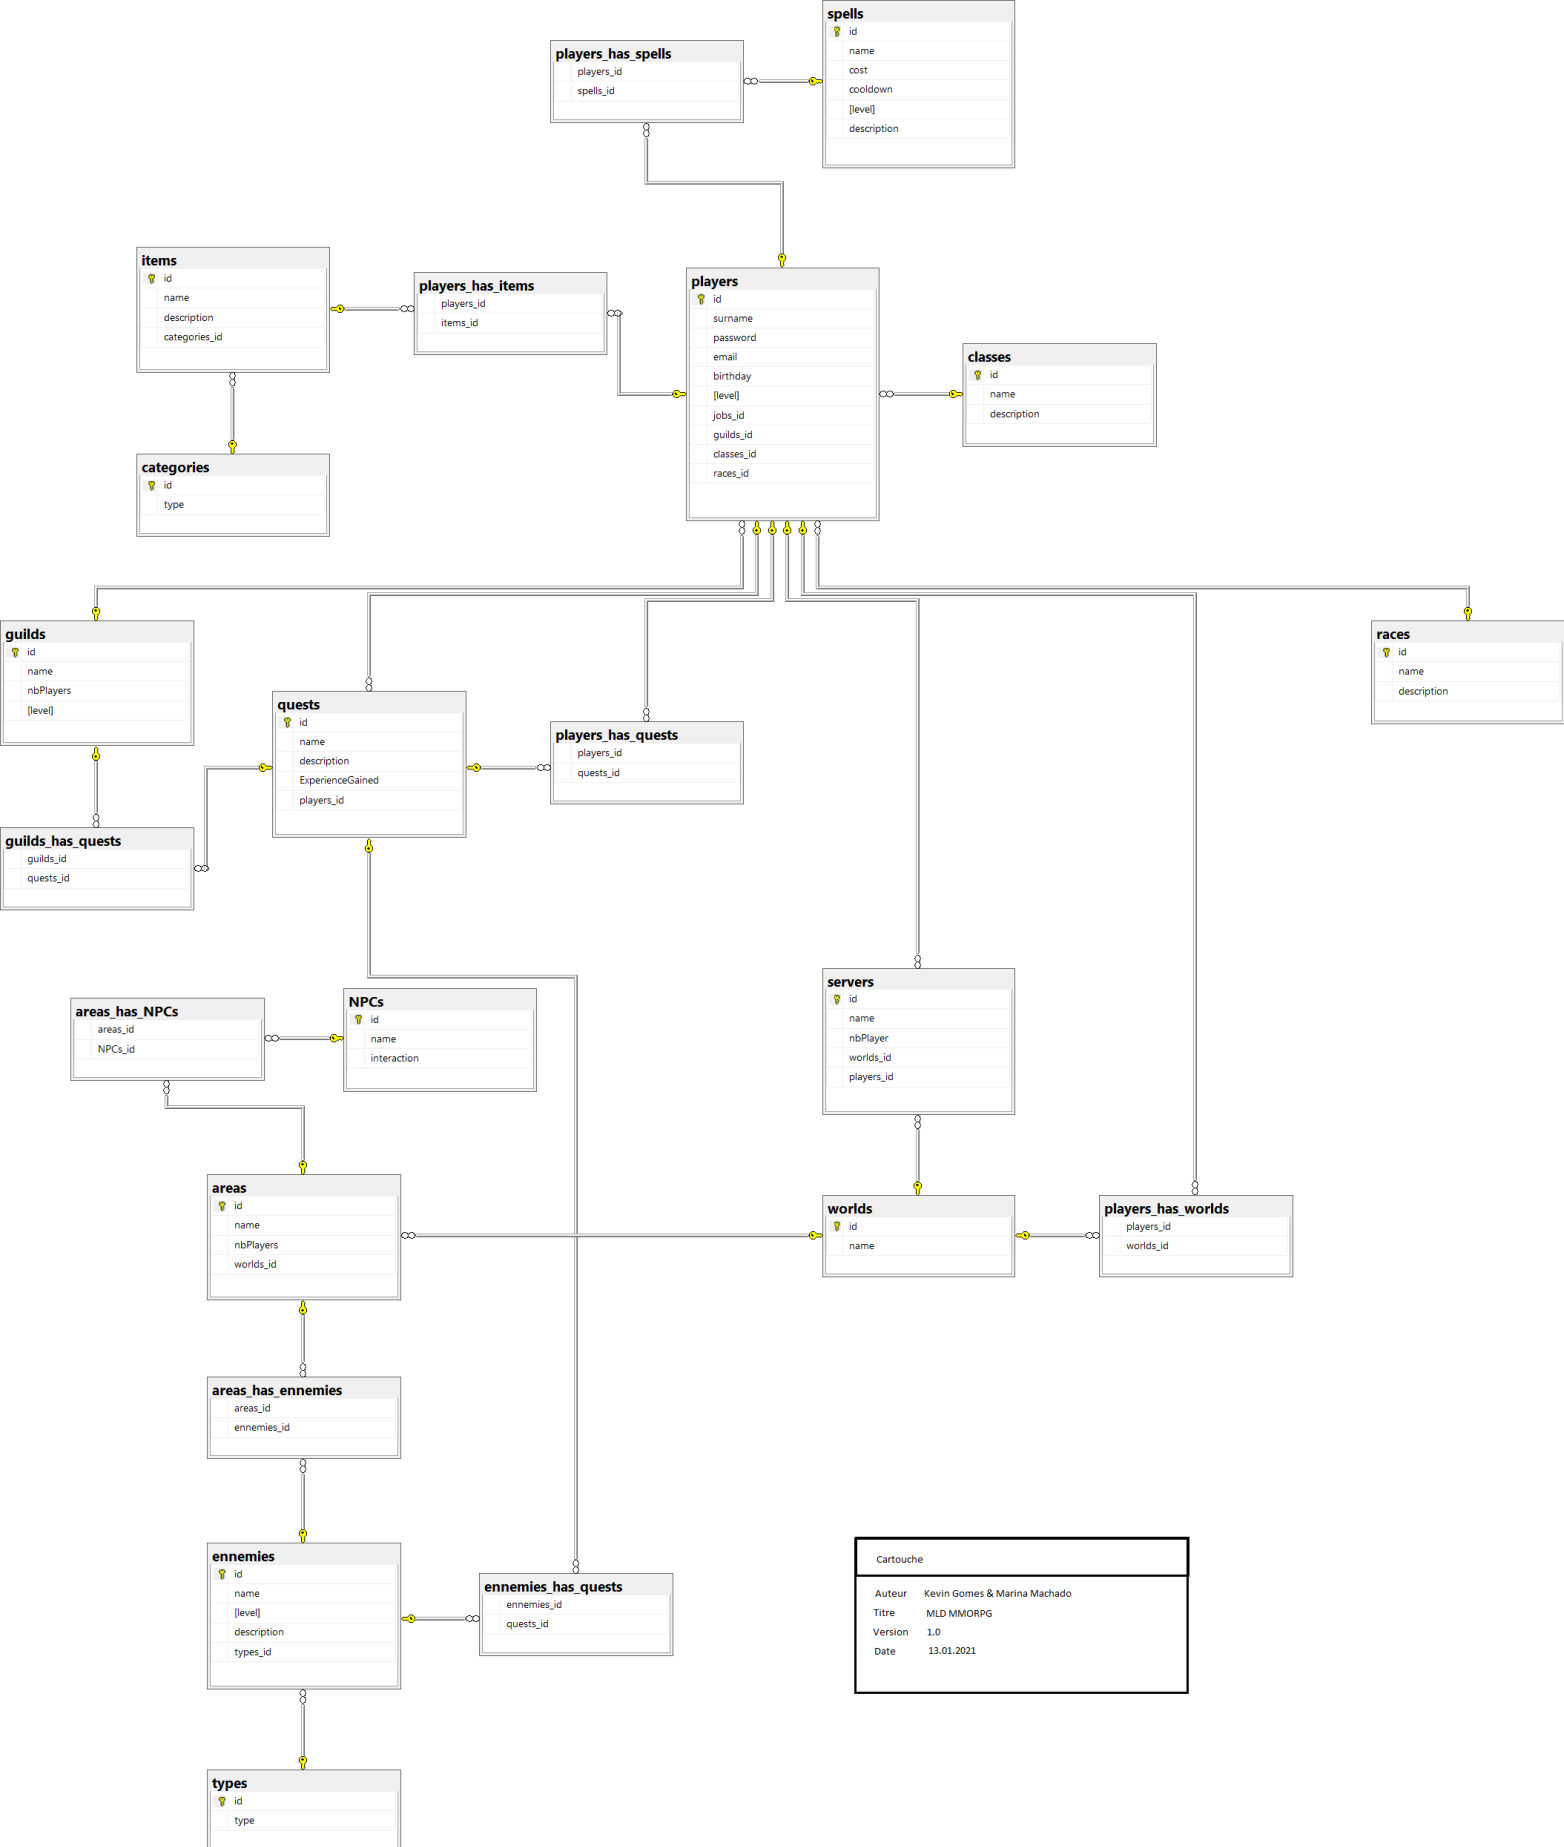 spells
id
name
cost
cooldown
[level]
description
players_has_spells
players_id
spells_id
items
id
name
description
categories_id
players_has_items
players_id
items_id
players
id
surname
password
email
birthday
[level]
jobs_id
guilds_id
classes_id
races_id
classes
id
name
description
categories
id
type
guilds
id
name
nbPlayers
[level]
races
id
name
description
quests
id
name
description
ExperienceGained
players_id
players_has_quests
players_id
quests_id
guilds_has_quests
guilds_id
quests_id
areas_has_NPCs
areas_id
NPCs_id
NPCs
id
name
interaction
servers
id
name
nbPlayer
worlds_id
players_id
areas
id
name
nbPlayers
worlds_id
worlds
id
name
players_has_worlds
players_id
worlds_id
areas_has_ennemies
areas_id
ennemies_id
ennemies
id
name
[level]
description
types_id
ennemies_has_quests
ennemies_id
quests_id
Cartouche
Auteur Kevin Gomes & Marina Machado
Titre MLD MMORPG
Version 1.0
Date 13.01.2021
types
id
type